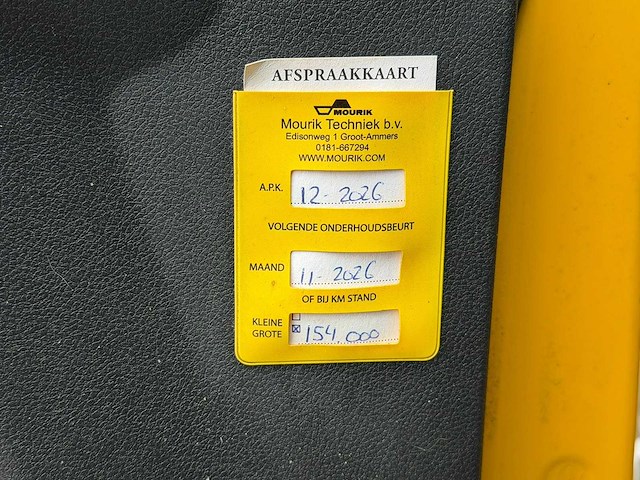 AFSPRAAKKAART
MOURIK
Mourik Techniek b.v.
Edisonweg 1 Groot-Ammers
0181-667294
WWW.MOURIK.COM
A.P.K. 12-2026
VOLGENDE ONDERHOUDSBEURT
MAAND 11-2026
OF BIJ KM STAND
KLEINE
GROTE 154.000